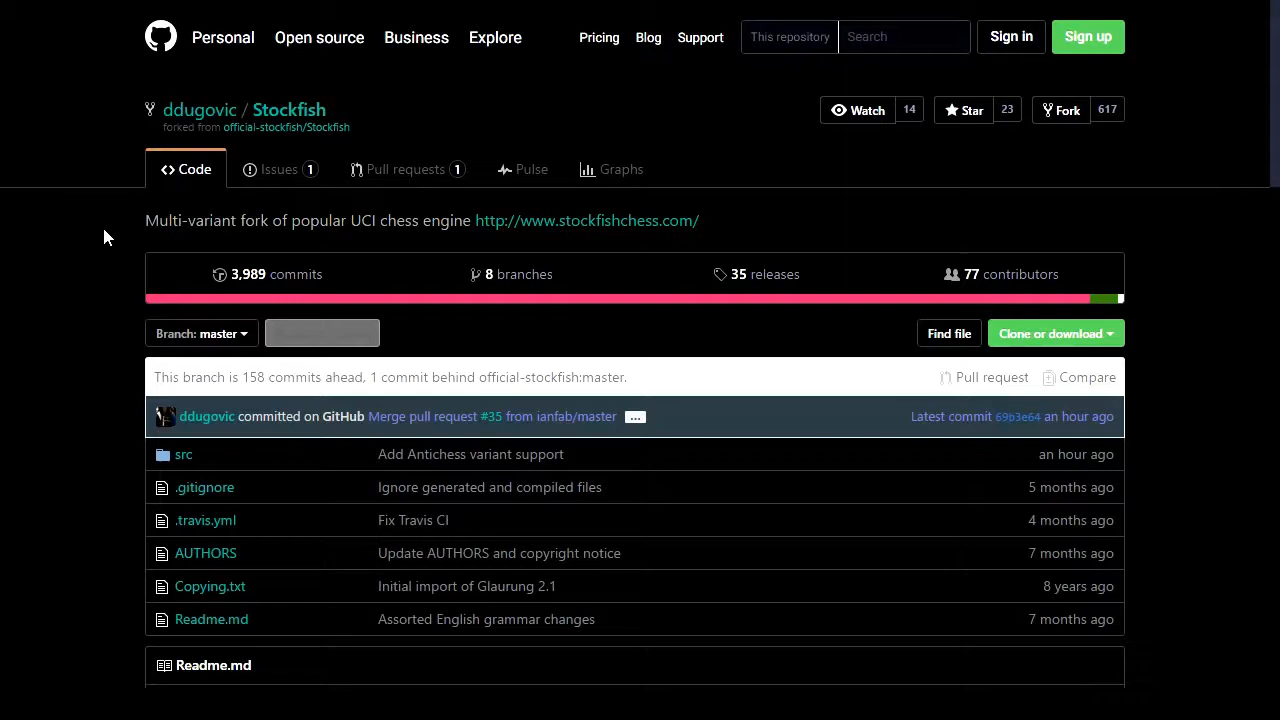 Personal Open source Business Explore Pricing Blog Support This repository Search Sign in Sign up
ddugovic / Stockfish Watch 14 Star 23 Fork 617
forked from official-stockfish/Stockfish
Code Issues 1 Pull requests 1 Pulse Graphs
Multi-variant fork of popular UCI chess engine http://www.stockfishchess.com/
3,989 commits 8 branches 35 releases 77 contributors
Branch: master Find file Clone or download
This branch is 158 commits ahead, 1 commit behind official-stockfish:master. Pull request Compare
ddugovic committed on GitHub Merge pull request #35 from ianfab/master ... Latest commit 69b3e64 an hour ago
src Add Antichess variant support an hour ago
.gitignore Ignore generated and compiled files 5 months ago
.travis.yml Fix Travis CI 4 months ago
AUTHORS Update AUTHORS and copyright notice 7 months ago
Copying.txt Initial import of Glaurung 2.1 8 years ago
Readme.md Assorted English grammar changes 7 months ago
Readme.md